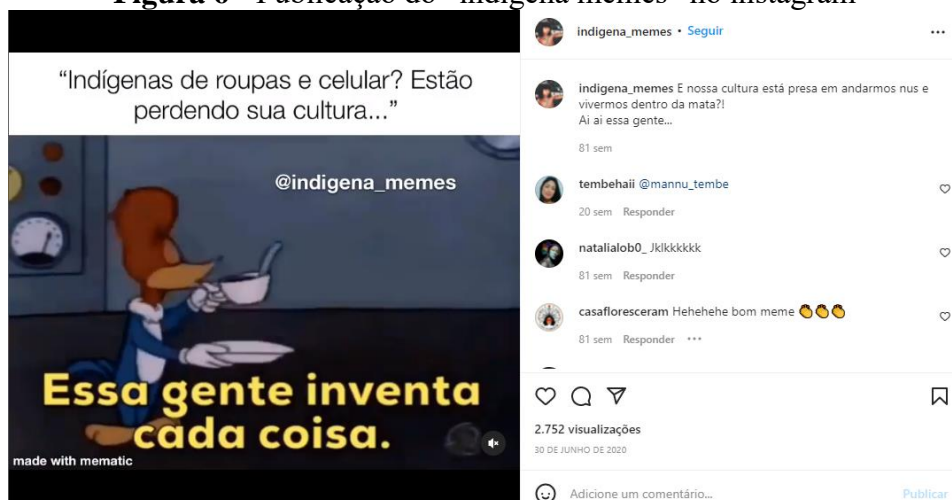 Figura 6 - Publicação do "indígena memes" no instagram
"Indígenas de roupas e celular? Estão
perdendo sua cultura..."
@indigena_memes
Essa gente inventa
cada coisa.
made with mematic
indigena_memes • Seguir
indigena_memes E nossa cultura está presa em andarmos nus e
vivermos dentro da mata?!
Ai ai essa gente...
81 sem
tembehaii @mannu_tembe
20 sem Responder
natalialob0_ Jklkkkkkk
81 sem Responder
casafloresceram Hehehehe bom meme 👏👏👏
81 sem Responder
2.752 visualizações
30 DE JUNHO DE 2020
Adicione um comentário...
Publicar